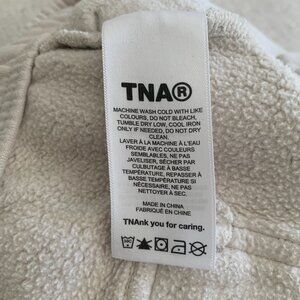 TNA®
MACHINE WASH COLD WITH LIKE
COLOURS, DO NOT BLEACH,
TUMBLE DRY LOW, COOL IRON
ONLY IF NEEDED, DO NOT DRY
CLEAN.
LAVER À LA MACHINE À L'EAU
FROIDE AVEC COULEURS
SEMBLABLES, NE PAS
JAVELISER, SÉCHER PAR
CULBUTAGE À BASSE
TEMPÉRATURE, REPASSER À
BASSE TEMPÉRATURE SI
NÉCESSAIRE, NE PAS
NETTOYER À SEC.
MADE IN CHINA
FABRIQUÉ EN CHINE
TNAnk you for caring.